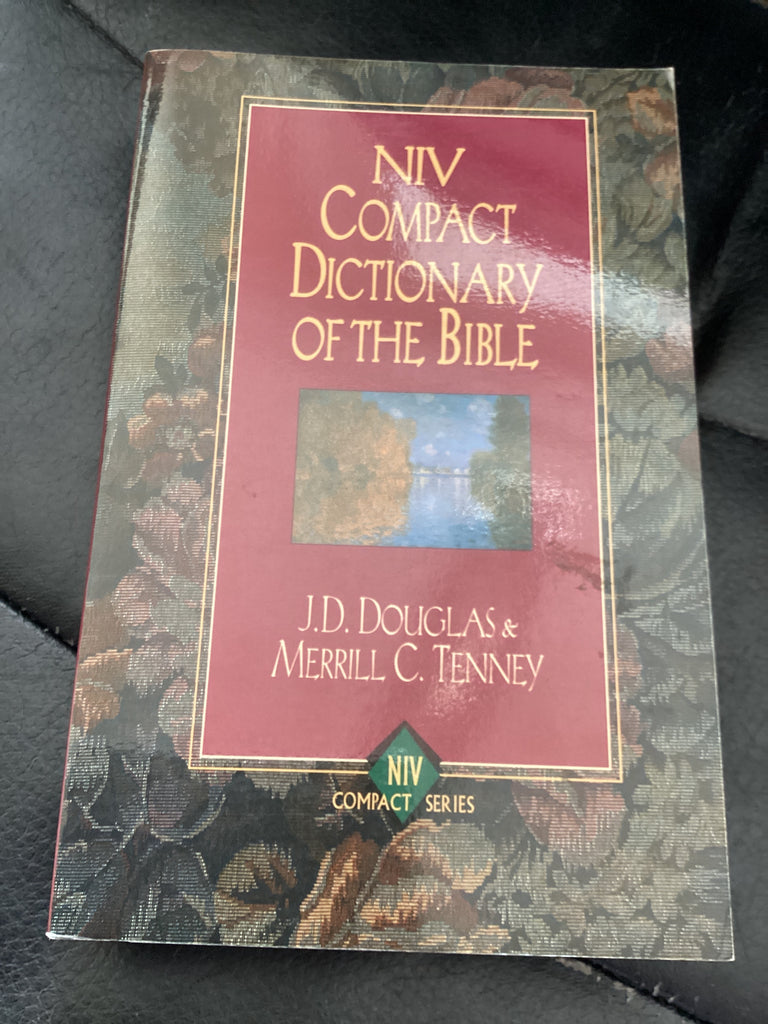 NIV
COMPACT
DICTIONARY
OF THE BIBLE
J.D. DOUGLAS &
MERRILL C. TENNEY
NIV
COMPACT SERIES